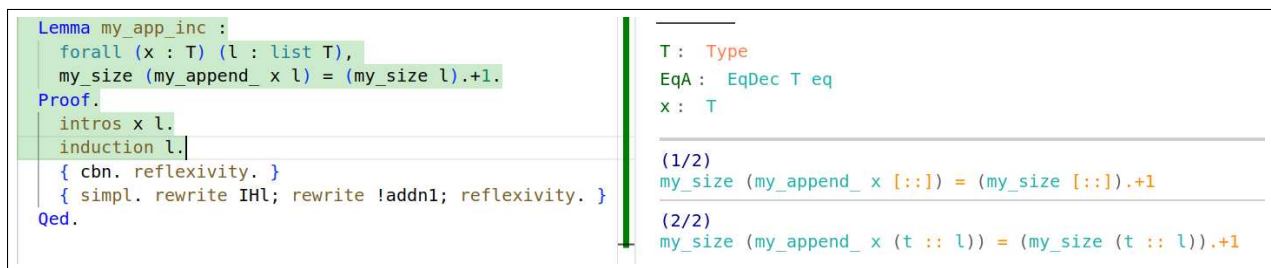 Lemma my_app_inc :
forall (x : T) (l : list T),
my_size (my_append_ x l) = (my_size l).+1.
Proof.
intros x l.
induction l.
{ cbn. reflexivity. }
{ simpl. rewrite IHl; rewrite !addn1; reflexivity. }
Qed.
T : Type
EqA : EqDec T eq
x : T
(1/2)
my_size (my_append_ x [::]) = (my_size [::]).+1
(2/2)
my_size (my_append_ x (t :: l)) = (my_size (t :: l)).+1